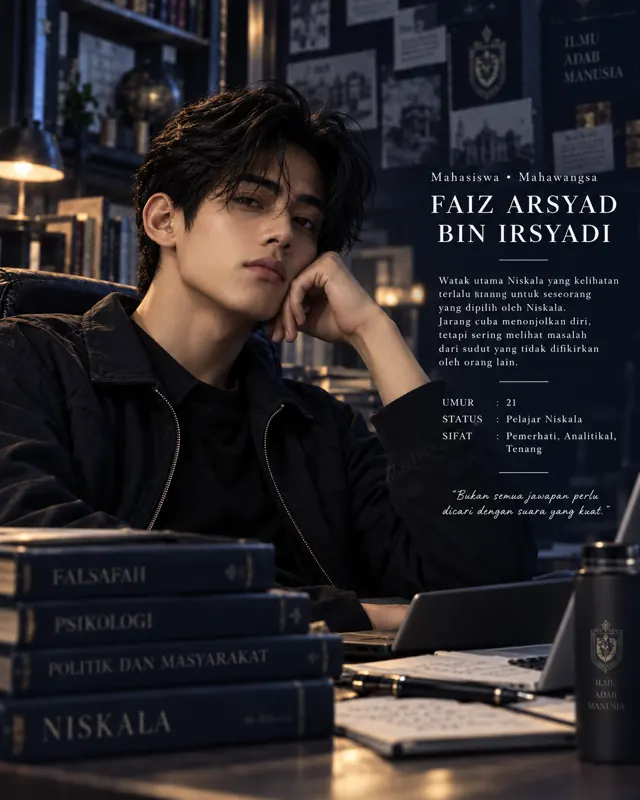 ILMU
ADAB
MANUSIA
Mahasiswa • Mahawangsa
FAIZ ARSYAD
BIN IRSYADI
Watak utama Niskala yang kelihatan
terlalu tenang untuk seseorang
yang dipilih oleh Niskala.
Jarang cuba menonjolkan diri,
tetapi sering melihat masalah
dari sudut yang tidak difikirkan
oleh orang lain.
UMUR : 21
STATUS : Pelajar Niskala
SIFAT : Pemerhati, Analitikal,
Tenang
"Bukan semua jawapan perlu
dicari dengan suara yang kuat."
FALSAFAH
PSIKOLOGI
POLITIK DAN MASYARAKAT
NISKALA
ILMU
ADAB
MANUSIA